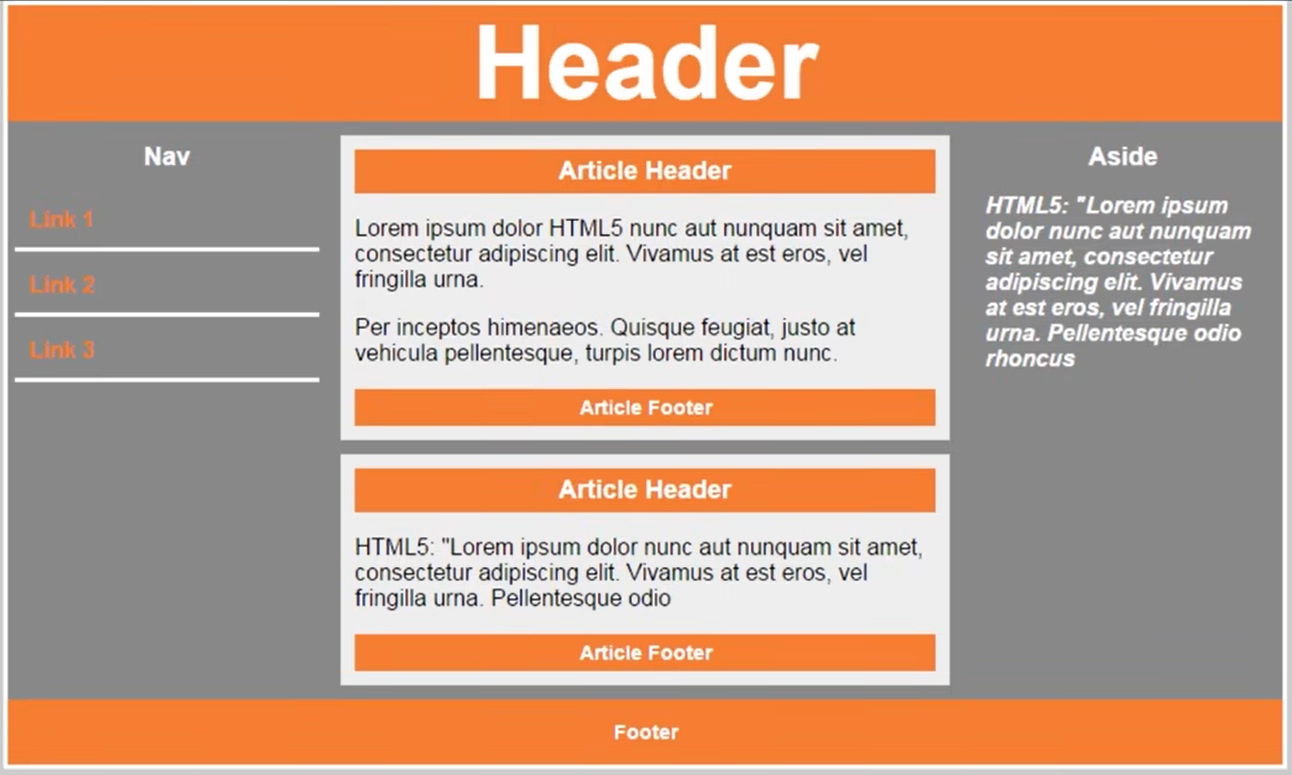 Header
Nav
Link 1
Link 2
Link 3
Article Header
Lorem ipsum dolor HTML5 nunc aut nunquam sit amet,
consectetur adipiscing elit. Vivamus at est eros, vel
fringilla urna.
Per inceptos himenaeos. Quisque feugiat, justo at
vehicula pellentesque, turpis lorem dictum nunc.
Article Footer
Article Header
HTML5: "Lorem ipsum dolor nunc aut nunquam sit amet,
consectetur adipiscing elit. Vivamus at est eros, vel
fringilla urna. Pellentesque odio
Article Footer
Aside
HTML5: "Lorem ipsum
dolor nunc aut nunquam
sit amet, consectetur
adipiscing elit. Vivamus
at est eros, vel fringilla
urna. Pellentesque odio
rhoncus
Footer